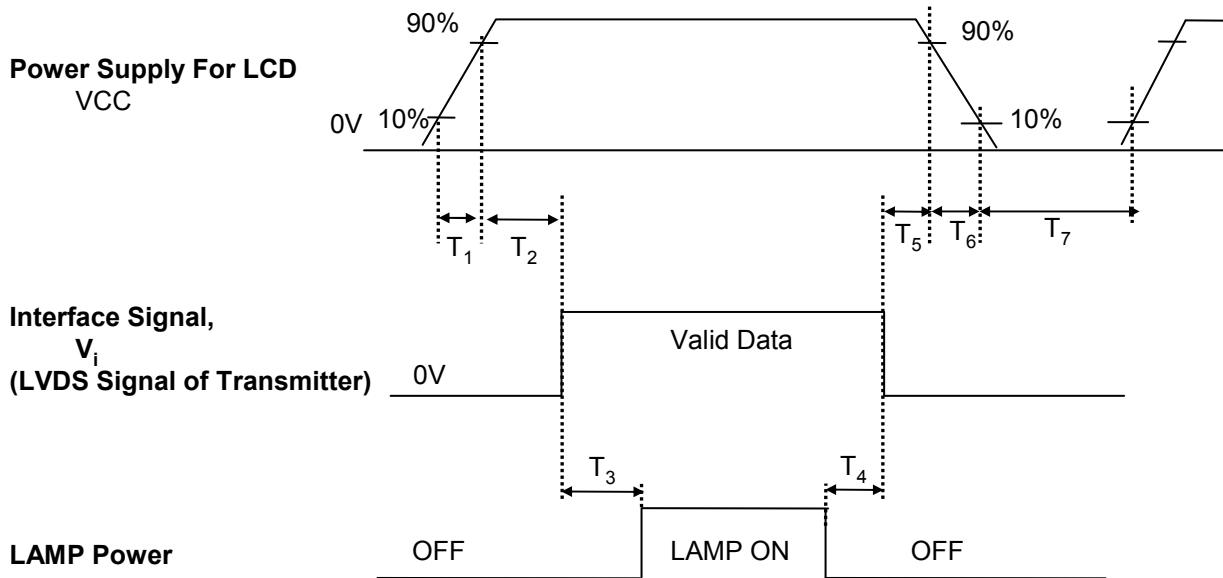 90%
90%
Power Supply For LCD
VCC
0V
10%
10%
T1
T2
T5
T6
T7
Interface Signal,
Vi
(LVDS Signal of Transmitter)
0V
Valid Data
T3
T4
LAMP Power
OFF
LAMP ON
OFF